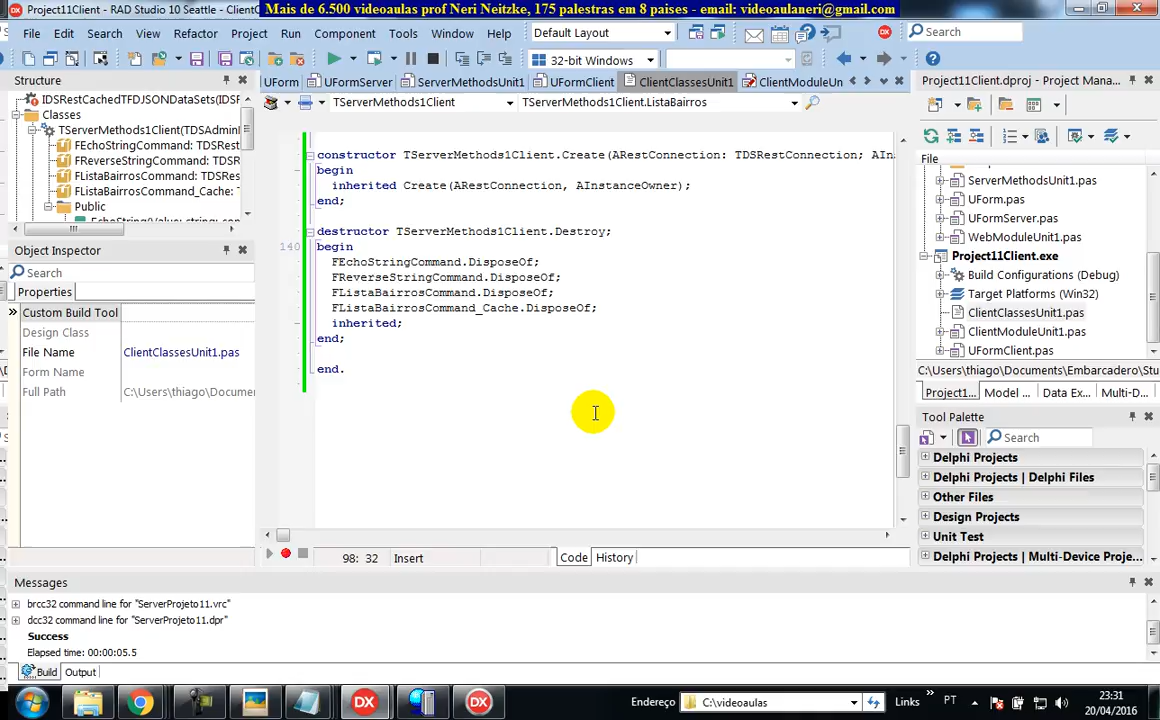 Project11Client - RAD Studio 10 Seattle - ClientC
Mais de 6.500 videoaulas prof Neri Neitzke, 175 palestras em 8 paises - email: videoaulaneri@gmail.com
File Edit Search View Refactor Project Run Component Tools Window Help
Default Layout
Search
32-bit Windows
Structure
IDSRestCachedTFDJSONDataSets(IDSF
Classes
TServerMethods1Client(TDSAdmin
FEchoStringCommand: TDSRest
FReverseStringCommand: TDSR
FListaBairrosCommand: TDSRe
FListaBairrosCommand_Cache:
Public
UForm
UFormServer
ServerMethodsUnit1
UFormClient
ClientClassesUnit1
ClientModuleUn
TServerMethods1Client
TServerMethods1Client.ListaBairros
constructor TServerMethods1Client.Create(ARestConnection: TDSRestConnection; AIn
begin
inherited Create(ARestConnection, AInstanceOwner);
end;
destructor TServerMethods1Client.Destroy;
140
begin
FEchoStringCommand.DisposeOf;
FReverseStringCommand.DisposeOf;
FListaBairrosCommand.DisposeOf;
FListaBairrosCommand_Cache.DisposeOf;
inherited;
end;
end.
98: 32
Insert
Code
History
Object Inspector
Search
Properties
Custom Build Tool
Design Class
File Name ClientClassesUnit1.pas
Form Name
Full Path C:\Users\thiago\Documen
Project11Client.dproj - Project Mana...
File
ServerMethodsUnit1.pas
UForm.pas
UFormServer.pas
WebModuleUnit1.pas
Project11Client.exe
Build Configurations (Debug)
Target Platforms (Win32)
ClientClassesUnit1.pas
ClientModuleUnit1.pas
UFormClient.pas
C:\Users\thiago\Documents\Embarcadero\Stu
Project1... Model ... Data Ex... Multi-D...
Tool Palette
Search
Delphi Projects
Delphi Projects | Delphi Files
Other Files
Design Projects
Unit Test
Delphi Projects | Multi-Device Proje...
Messages
brcc32 command line for "ServerProjeto11.vrc"
dcc32 command line for "ServerProjeto11.dpr"
Success
Elapsed time: 00:00:05.5
Build
Output
Endereço C:\videoaulas
Links
PT
23:31
20/04/2016